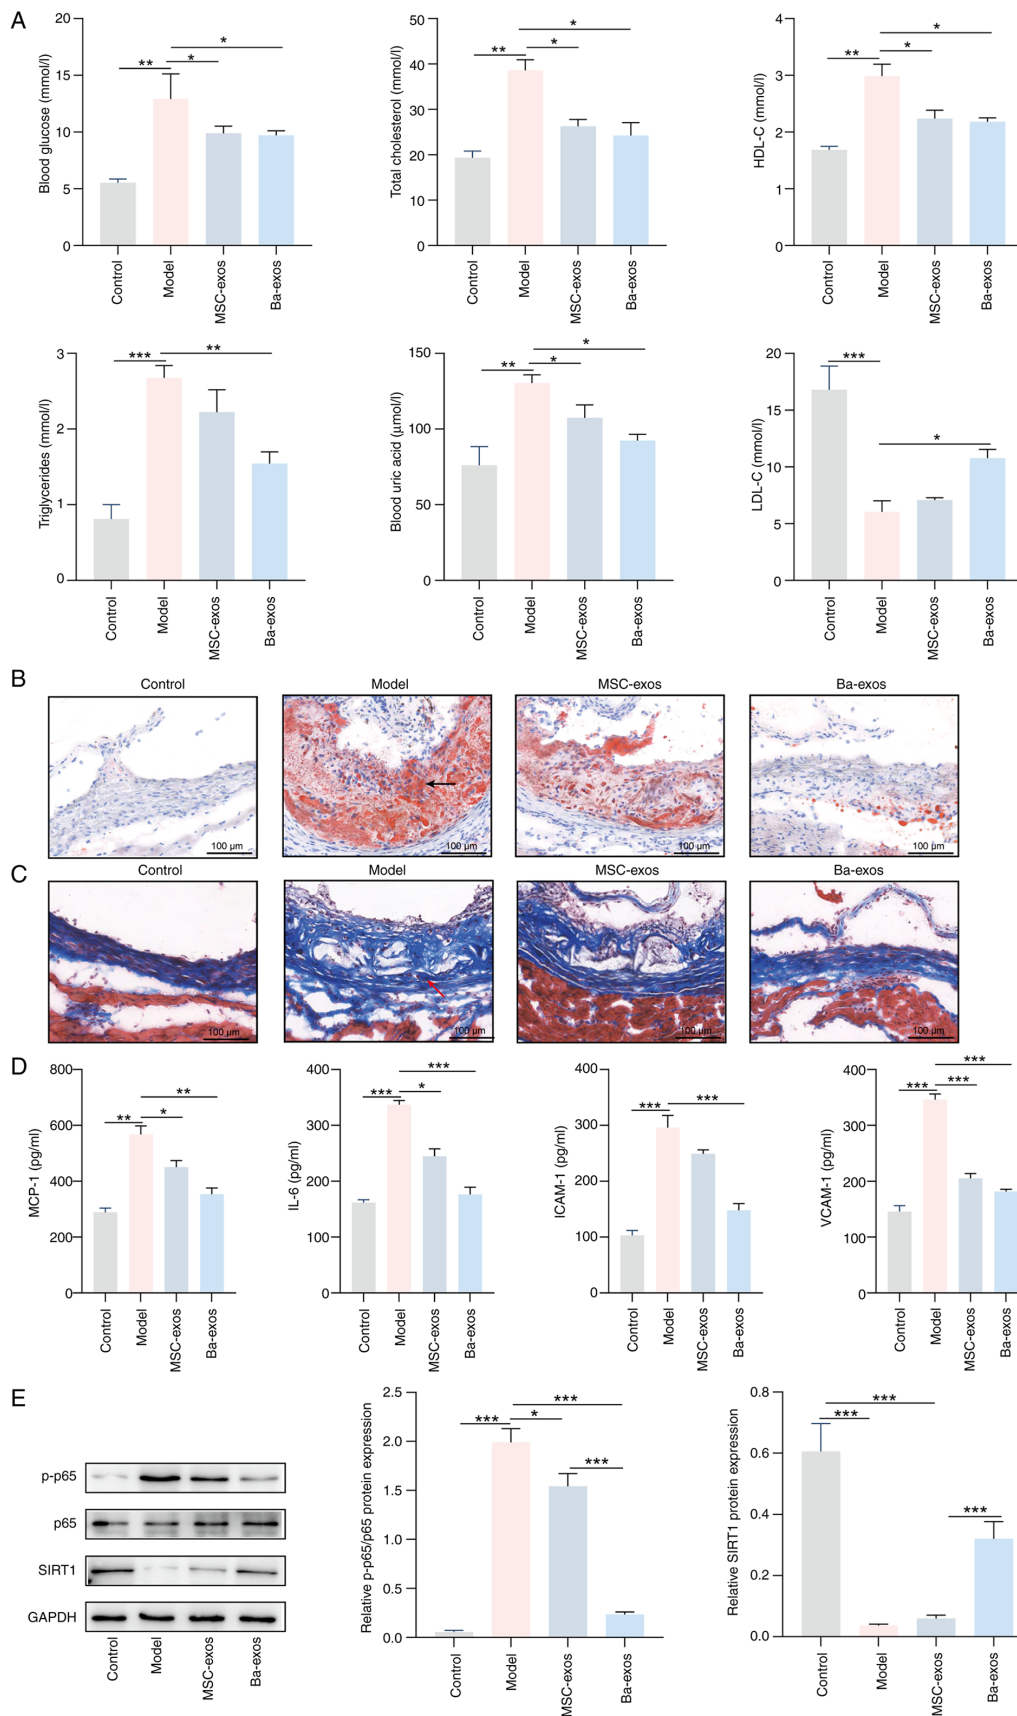 A
Blood glucose (mmol/l)
20
15
10
5
0
** * *
Control
Model
MSC-exos
Ba-exos
Total cholesterol (mmol/l)
50
40
30
20
10
0
** * *
Control
Model
MSC-exos
Ba-exos
HDL-C (mmol/l)
4
3
2
1
0
** * *
Control
Model
MSC-exos
Ba-exos
Triglycerides (mmol/l)
3
2
1
0
*** **
Control
Model
MSC-exos
Ba-exos
Blood uric acid (μmol/l)
150
100
50
0
** * *
Control
Model
MSC-exos
Ba-exos
LDL-C (mmol/l)
20
15
10
5
0
*** *
Control
Model
MSC-exos
Ba-exos
B
Control Model MSC-exos Ba-exos
100 μm 100 μm 100 μm 100 μm
C
Control Model MSC-exos Ba-exos
100 μm 100 μm 100 μm 100 μm
D
MCP-1 (pg/ml)
800
600
400
200
0
** * **
Control
Model
MSC-exos
Ba-exos
IL-6 (pg/ml)
400
300
200
100
0
*** * ***
Control
Model
MSC-exos
Ba-exos
ICAM-1 (pg/ml)
400
300
200
100
0
*** ***
Control
Model
MSC-exos
Ba-exos
VCAM-1 (pg/ml)
400
300
200
100
0
*** *** ***
Control
Model
MSC-exos
Ba-exos
E
p-p65
p65
SIRT1
GAPDH
Control
Model
MSC-exos
Ba-exos
Relative p-p65/p65 protein expression
2.5
2.0
1.5
1.0
0.5
0.0
*** * *** ***
Control
Model
MSC-exos
Ba-exos
Relative SIRT1 protein expression
0.8
0.6
0.4
0.2
0.0
*** *** ***
Control
Model
MSC-exos
Ba-exos